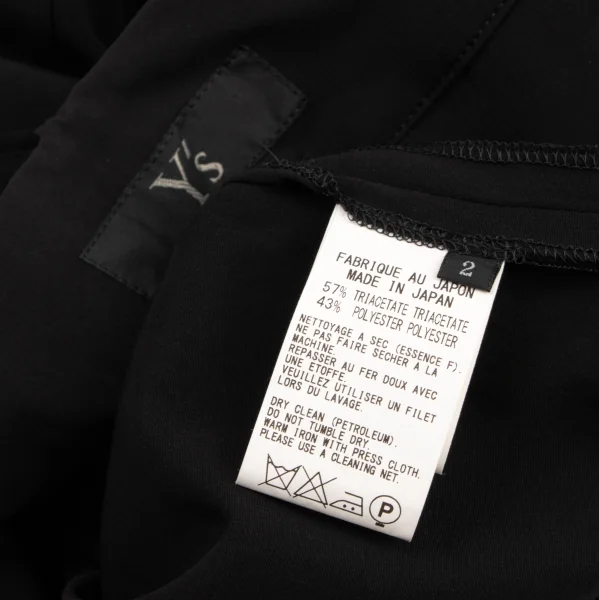 Y's
2
FABRIQUE AU JAPON
MADE IN JAPAN
57% TRIACETATE TRIACETATE
43% POLYESTER POLYESTER
NETTOYAGE A SEC (ESSENCE F).
NE PAS FAIRE SECHER A LA
MACHINE.
REPASSER AU FER DOUX AVEC
UNE ETOFFE.
VEUILLEZ UTILISER UN FILET
LORS DU LAVAGE.
DRY CLEAN (PETROLEUM).
DO NOT TUMBLE DRY.
WARM IRON WITH PRESS CLOTH.
PLEASE USE A CLEANING NET.
P